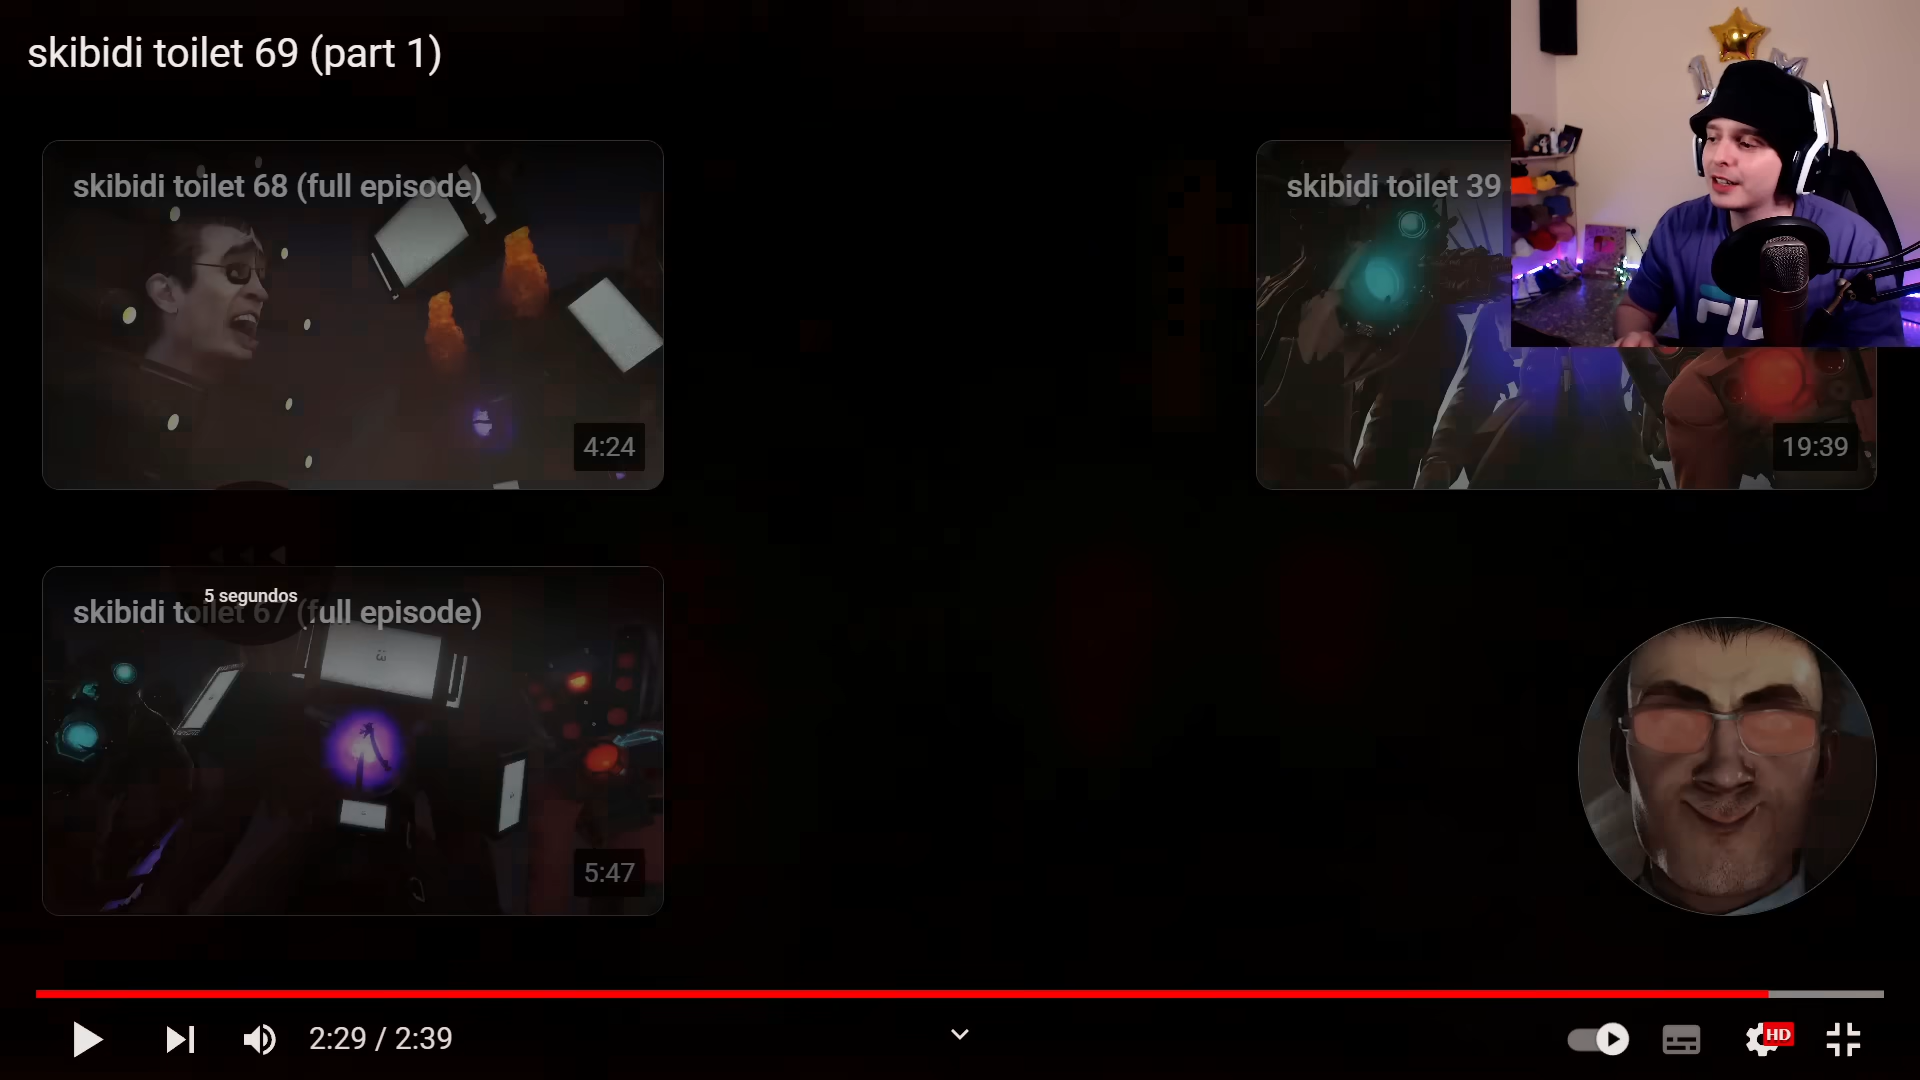 skibidi toilet 69 (part 1)
skibidi toilet 68 (full episode)
4:24
skibidi toilet 39
19:39
5 segundos
skibidi toilet 67 (full episode)
5:47
2:29 / 2:39
HD